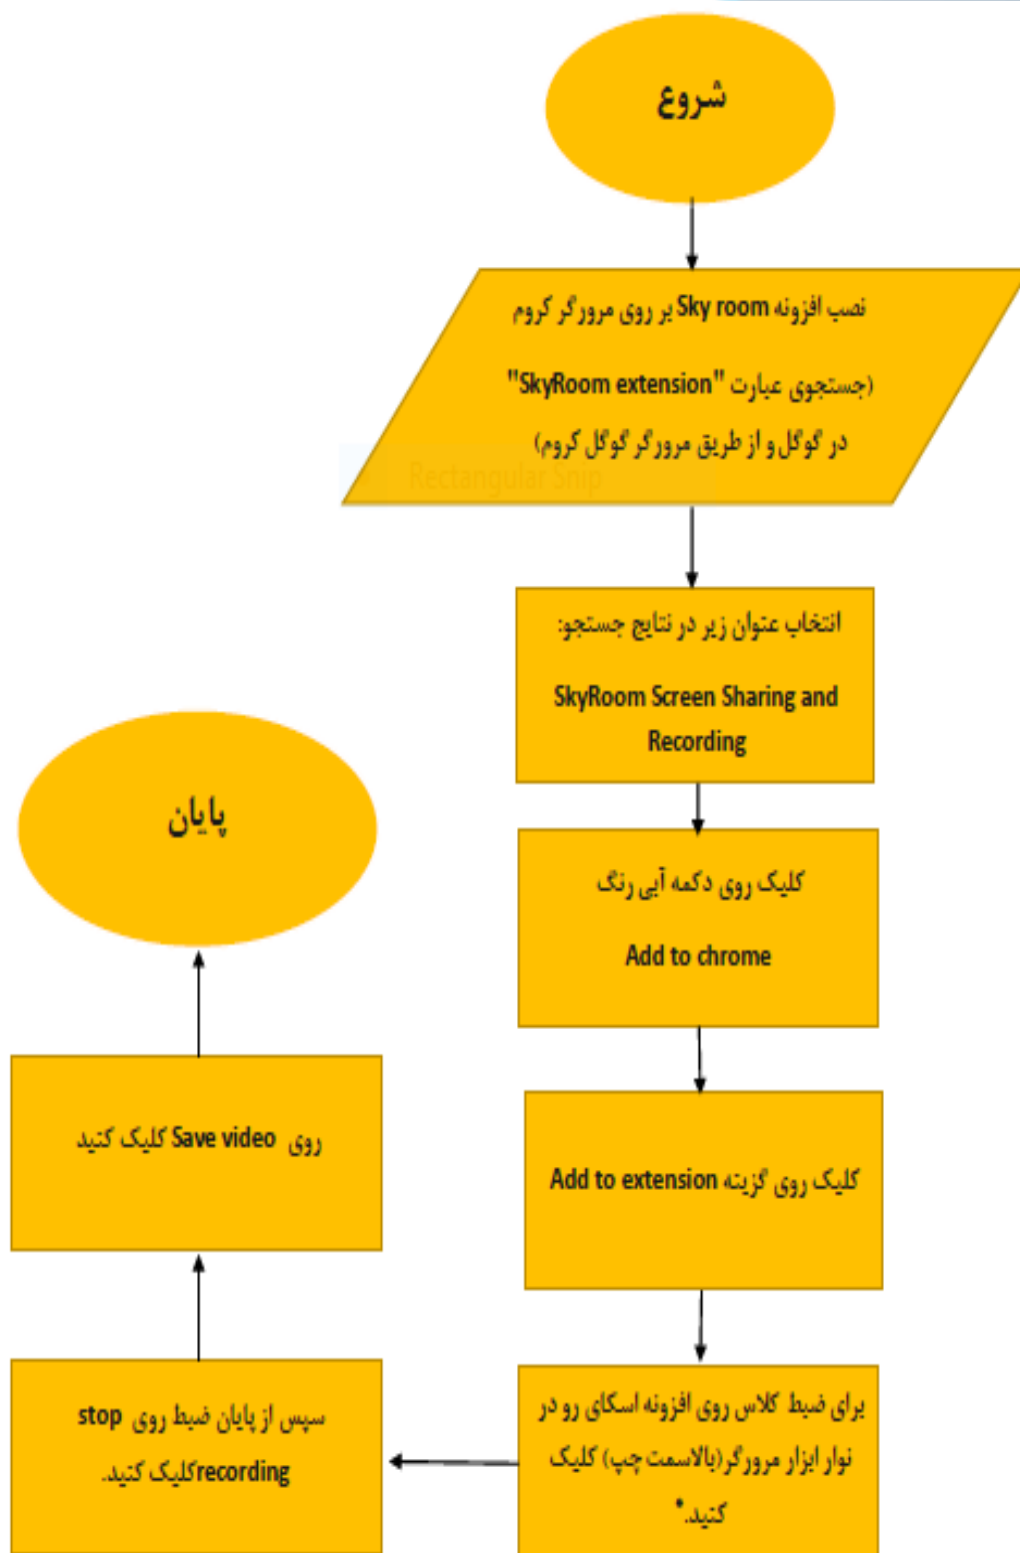 شروع
نصب افزونه Sky room بر روی مرورگر کروم
(جستجوی عبارت "SkyRoom extension"
در گوگل و از طریق مرورگر گوگل کروم)
Rectangular Snip
انتخاب عنوان زیر در نتایج جستجو:
SkyRoom Screen Sharing and
Recording
کلیک روی دکمه آبی رنگ
Add to chrome
کلیک روی گزینه Add to extension
برای ضبط کلاس روی افزونه اسکای رو در
نوار ابزار مرورگر(بالاسمت چپ) کلیک
کنید.*
سپس از پایان ضبط روی stop
recordingکلیک کنید.
روی Save video کلیک کنید
پایان